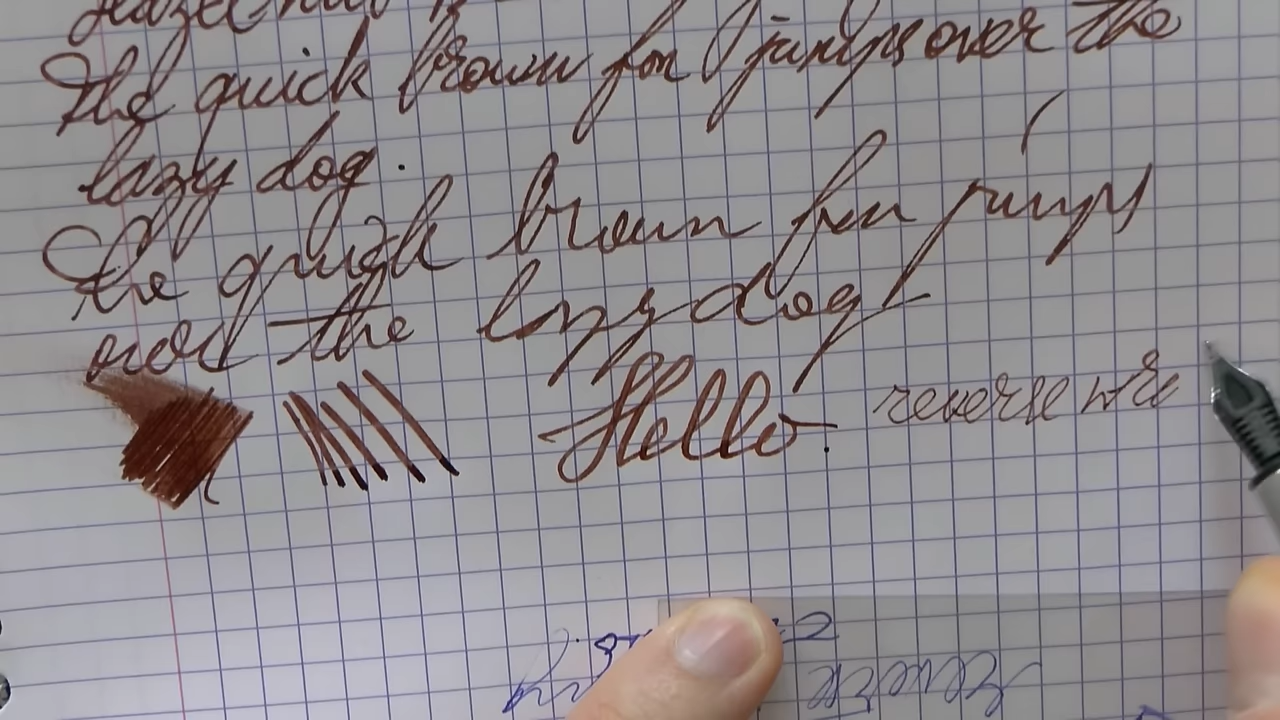 The quick brown fox jumps over the
lazy dog.
The quick brown fox jumps
over the lazy dog
Hello. reverse